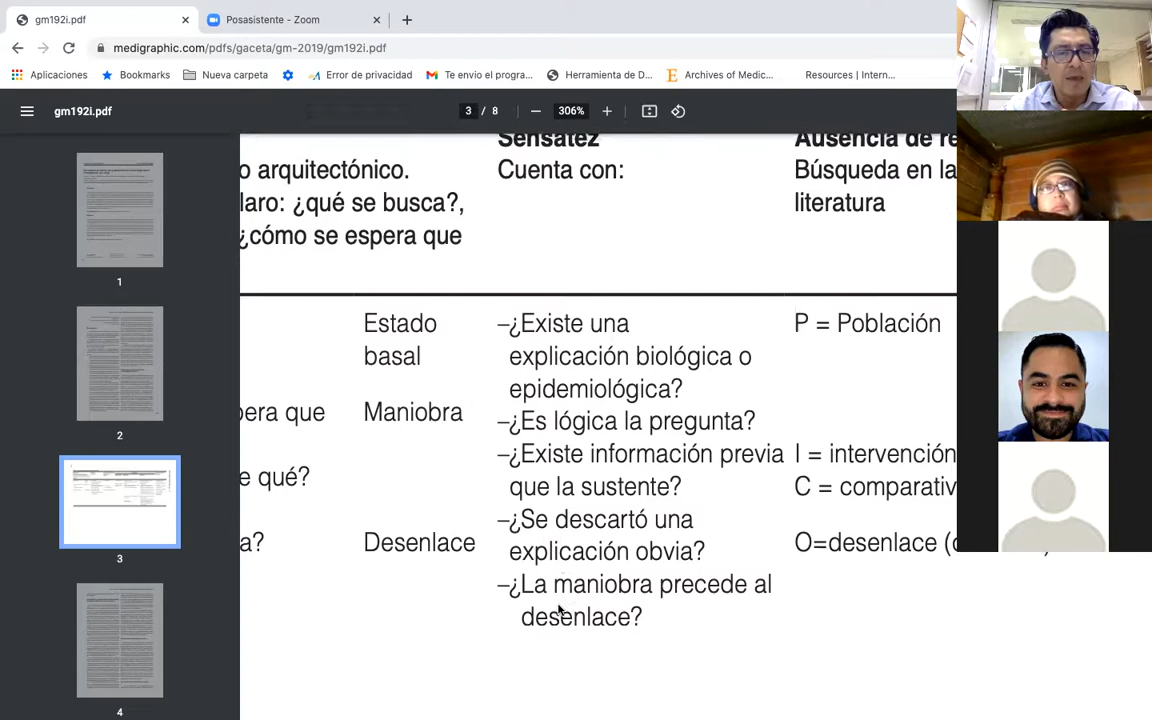 gm192i.pdf
Posasistente - Zoom
medigraphic.com/pdfs/gaceta/gm-2019/gm192i.pdf
Aplicaciones
Bookmarks
Nueva carpeta
Error de privacidad
Te envio el progra...
Herramienta de D...
Archives of Medic...
Resources | Intern...
gm192i.pdf
3 / 8
306%
1
2
3
4
o arquitectónico.
laro: ¿qué se busca?,
¿cómo se espera que
Sensatez
Cuenta con:
Ausencia de re
Búsqueda en la
literatura
pera que
e qué?
a?
Estado
basal
Maniobra
Desenlace
–¿Existe una
explicación biológica o
epidemiológica?
–¿Es lógica la pregunta?
–¿Existe información previa
que la sustente?
–¿Se descartó una
explicación obvia?
–¿La maniobra precede al
desenlace?
P = Población
I = intervención
C = comparativ
O=desenlace (